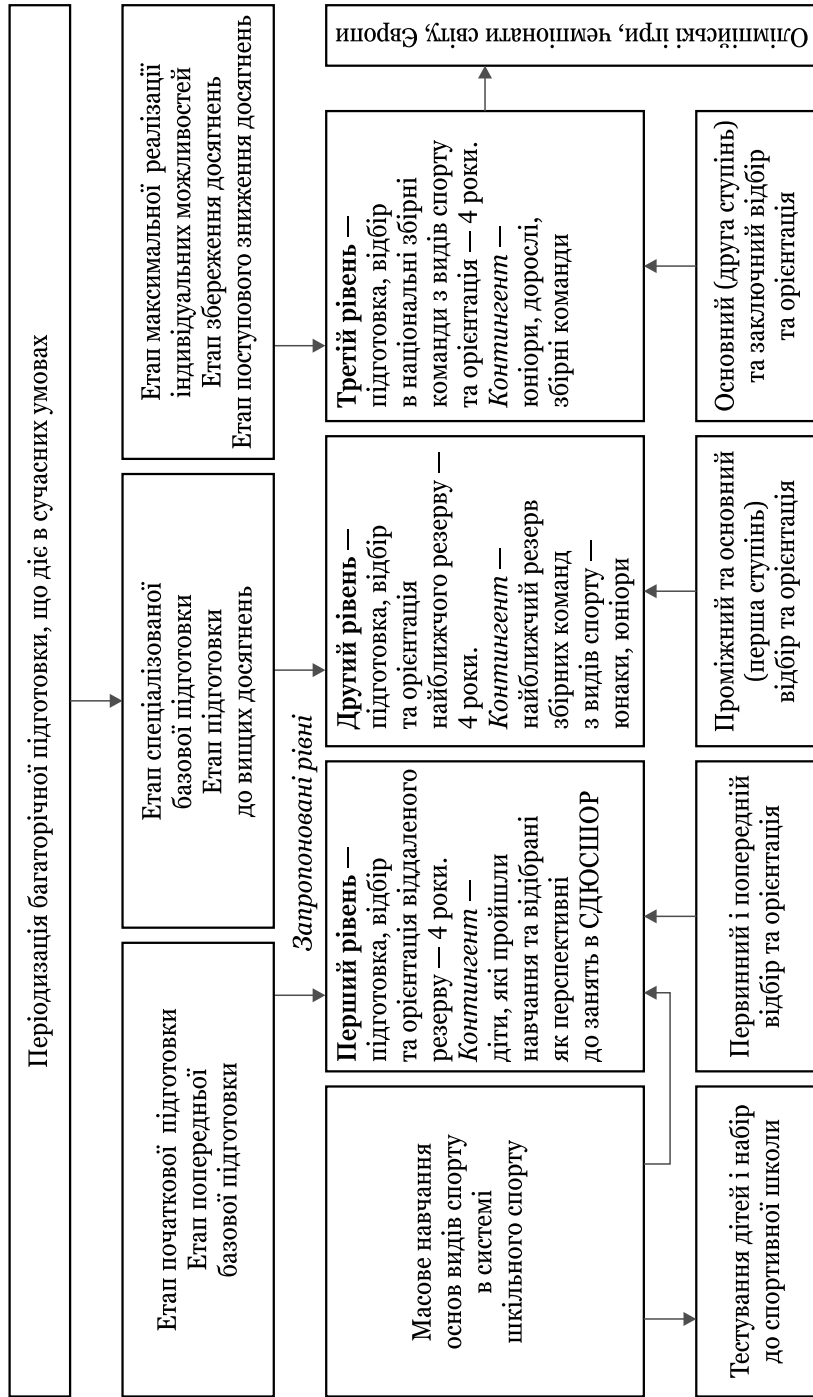 Періодизація багаторічної підготовки, що діє в сучасних умовах
Етап початкової підготовки
Етап попередньої
базової підготовки
Етап спеціалізованої
базової підготовки
Етап підготовки
до вищих досягнень
Етап максимальної реалізації
індивідуальних можливостей
Етап збереження досягнень
Етап поступового зниження досягнень
Запропоновані рівні
Масове навчання
основ видів спорту
в системі
шкільного спорту
Перший рівень —
підготовка, відбір
та орієнтація віддаленого
резерву — 4 роки.
Контингент —
діти, які пройшли
навчання та відібрані
як перспективні
до занять в СДЮСШОР
Другий рівень —
підготовка, відбір
та орієнтація
найближчого резерву —
4 роки.
Контингент —
найближчий резерв
збірних команд
з видів спорту —
юнаки, юніори
Третій рівень —
підготовка, відбір
в національні збірні
команди з видів спорту
та орієнтація — 4 роки.
Контингент —
юніори, дорослі,
збірні команди
Олімпійські ігри, чемпіонати світу, Європи
Тестування дітей і набір
до спортивної школи
Первинний і попередній
відбір та орієнтація
Проміжний та основний
(перша ступінь)
відбір та орієнтація
Основний (друга ступінь)
та заключний відбір
та орієнтація